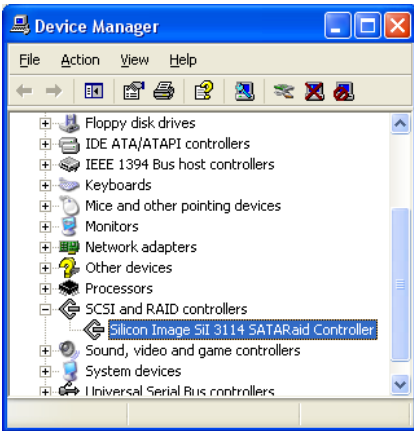 Device Manager
File Action View Help
Floppy disk drives
IDE ATA/ATAPI controllers
IEEE 1394 Bus host controllers
Keyboards
Mice and other pointing devices
Monitors
Network adapters
Other devices
Processors
SCSI and RAID controllers
Silicon Image SiI 3114 SATARaid Controller
Sound, video and game controllers
System devices
Universal Serial Bus controllers